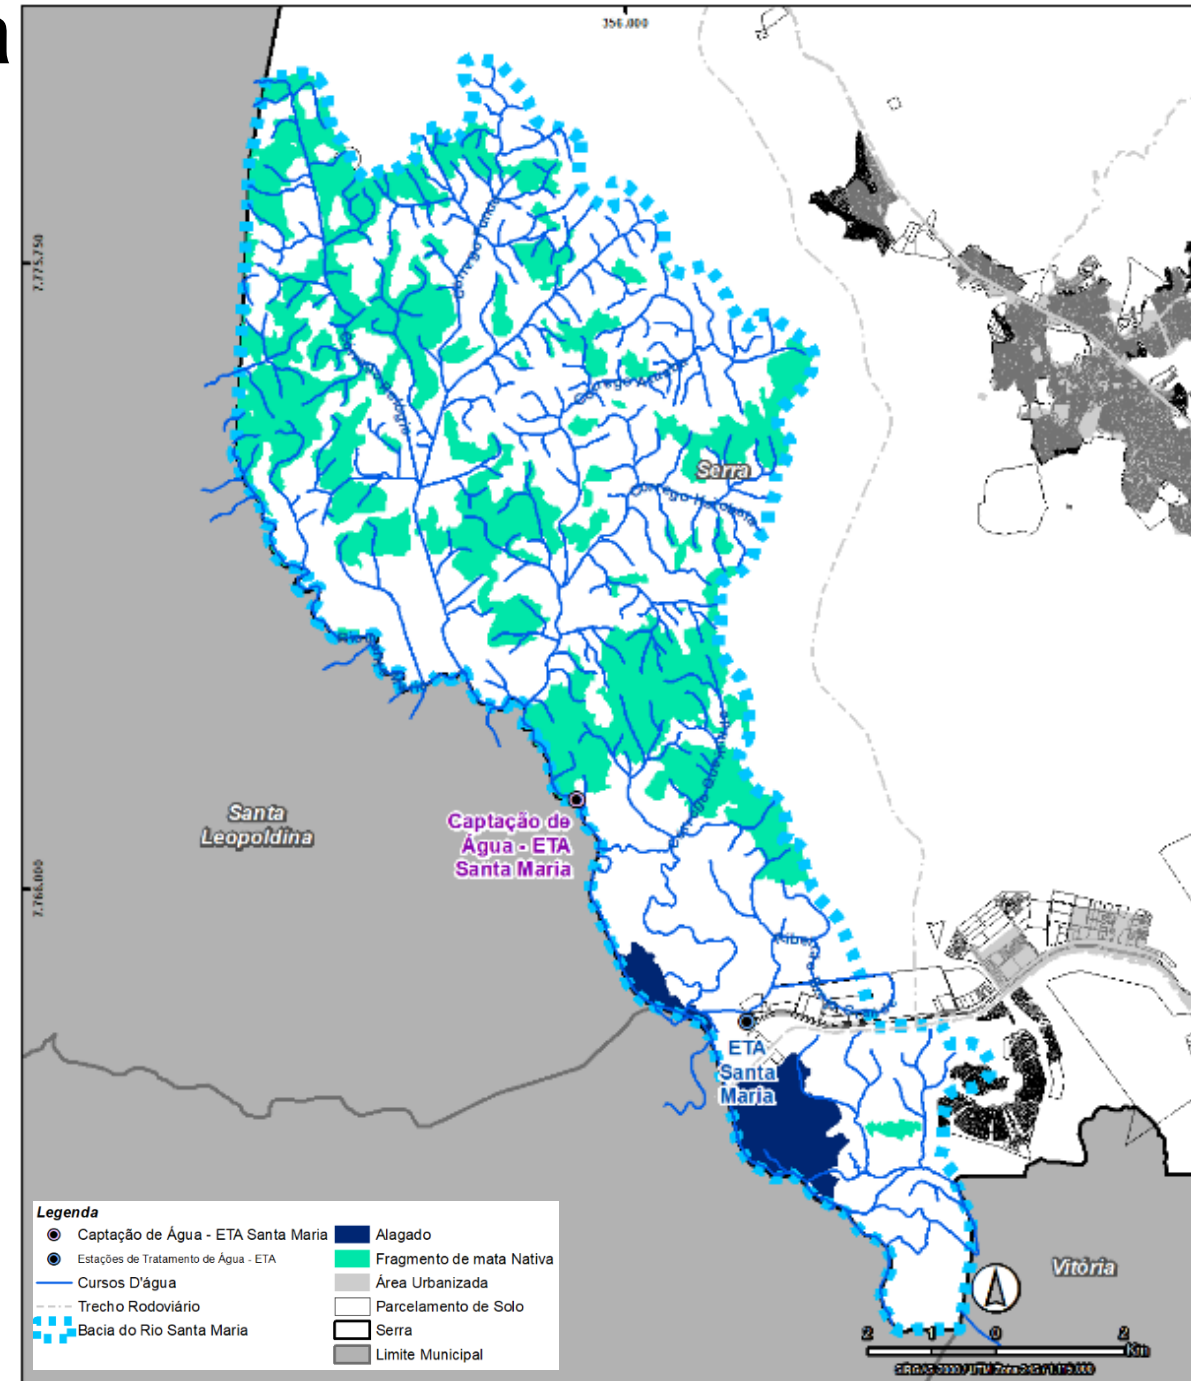 356.000
7.775.250
Serra
Santa
Leopoldina
Captação de
Água - ETA
Santa Maria
7.766.000
ETA
Santa
Maria
Vitória
Legenda
Captação de Água - ETA Santa Maria
Estações de Tratamento de Água - ETA
Cursos D'água
Trecho Rodoviário
Bacia do Rio Santa Maria
Alagado
Fragmento de mata Nativa
Área Urbanizada
Parcelamento de Solo
Serra
Limite Municipal
2 1 0 2
Km